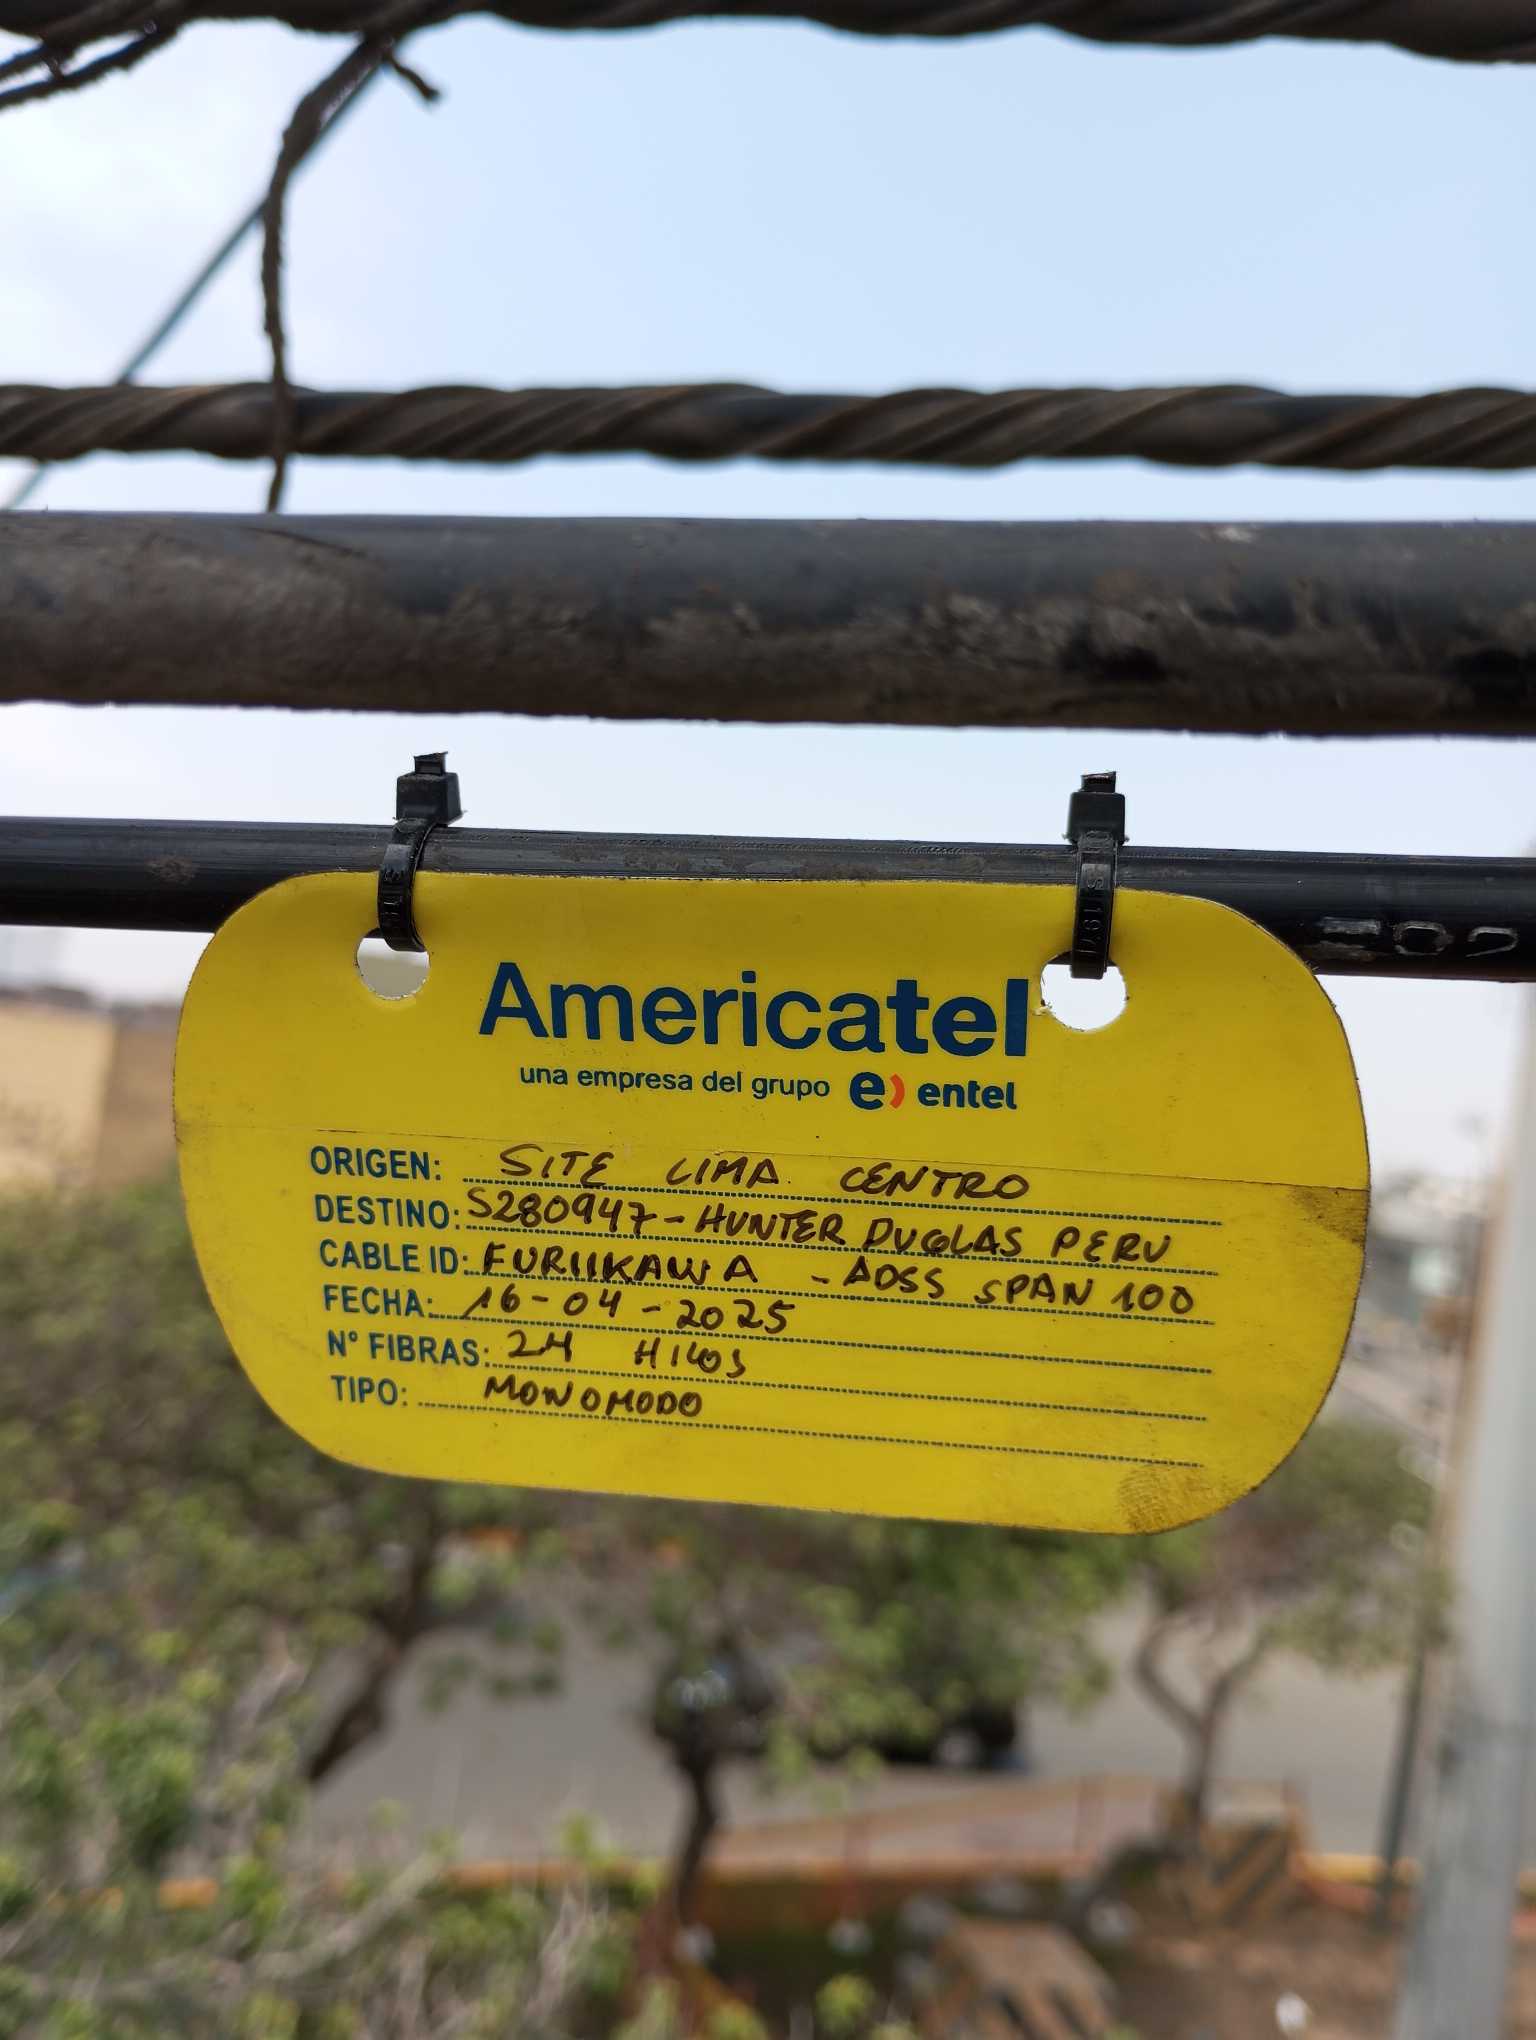 Americatel
una empresa del grupo e) entel
ORIGEN: SITE LIMA CENTRO
DESTINO: S280947-HUNTER DUGLAS PERU
CABLE ID: FURIIKAWA - ADSS SPAN 100
FECHA: 16-04-2025
N° FIBRAS: 24 HILOS
TIPO: MONOMODO